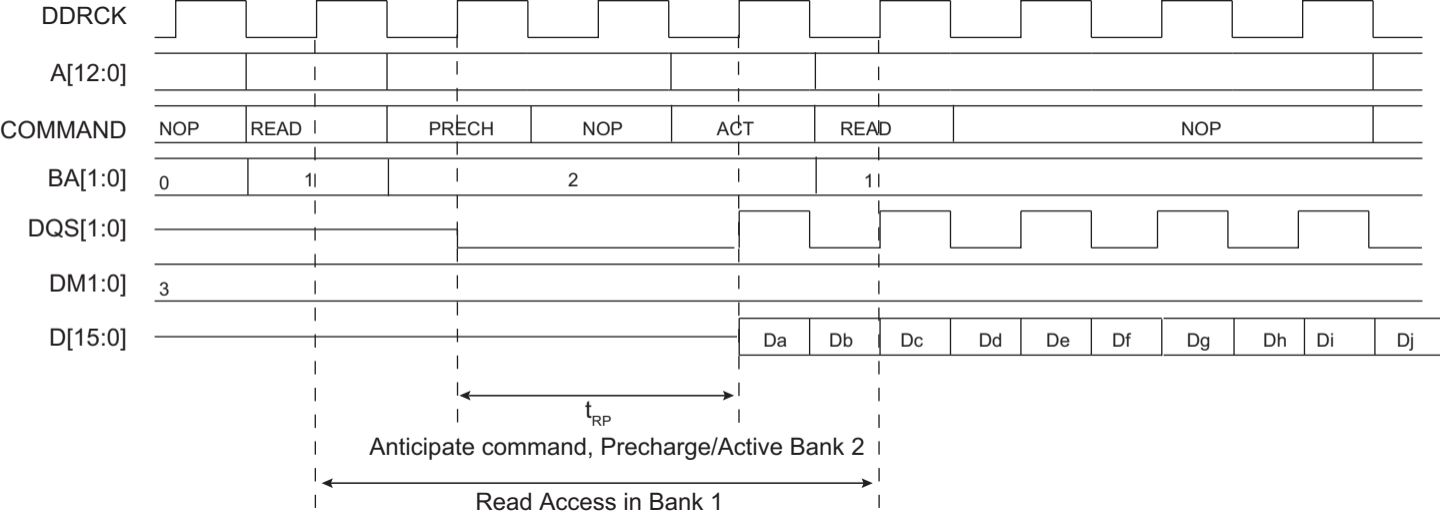 DDRCK
A[12:0]
COMMAND NOP READ PRECH NOP ACT READ NOP
BA[1:0] 0 1 2 1
DQS[1:0]
DM1:0] 3
D[15:0] Da Db Dc Dd De Df Dg Dh Di Dj
tRP
Anticipate command, Precharge/Active Bank 2
Read Access in Bank 1